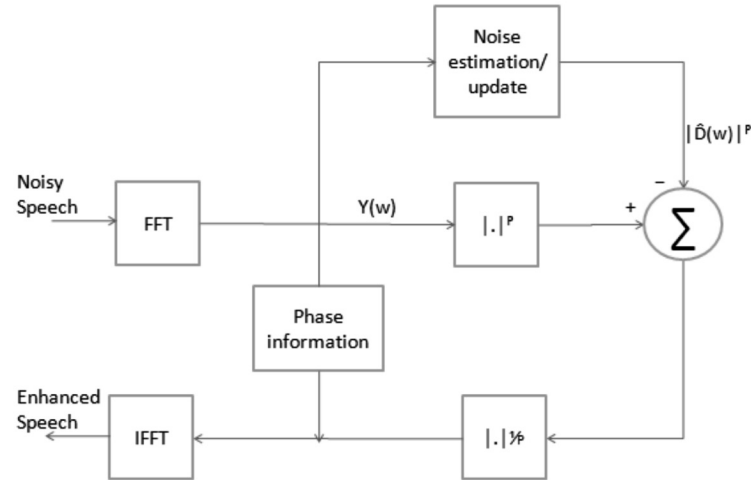 Noise
estimation/
update
|D̂(w)|ᵖ
−
Noisy
Speech
FFT
Y(w)
|.|ᵖ
+
Σ
Phase
information
Enhanced
Speech
IFFT
|.|¹⁄ᵖ